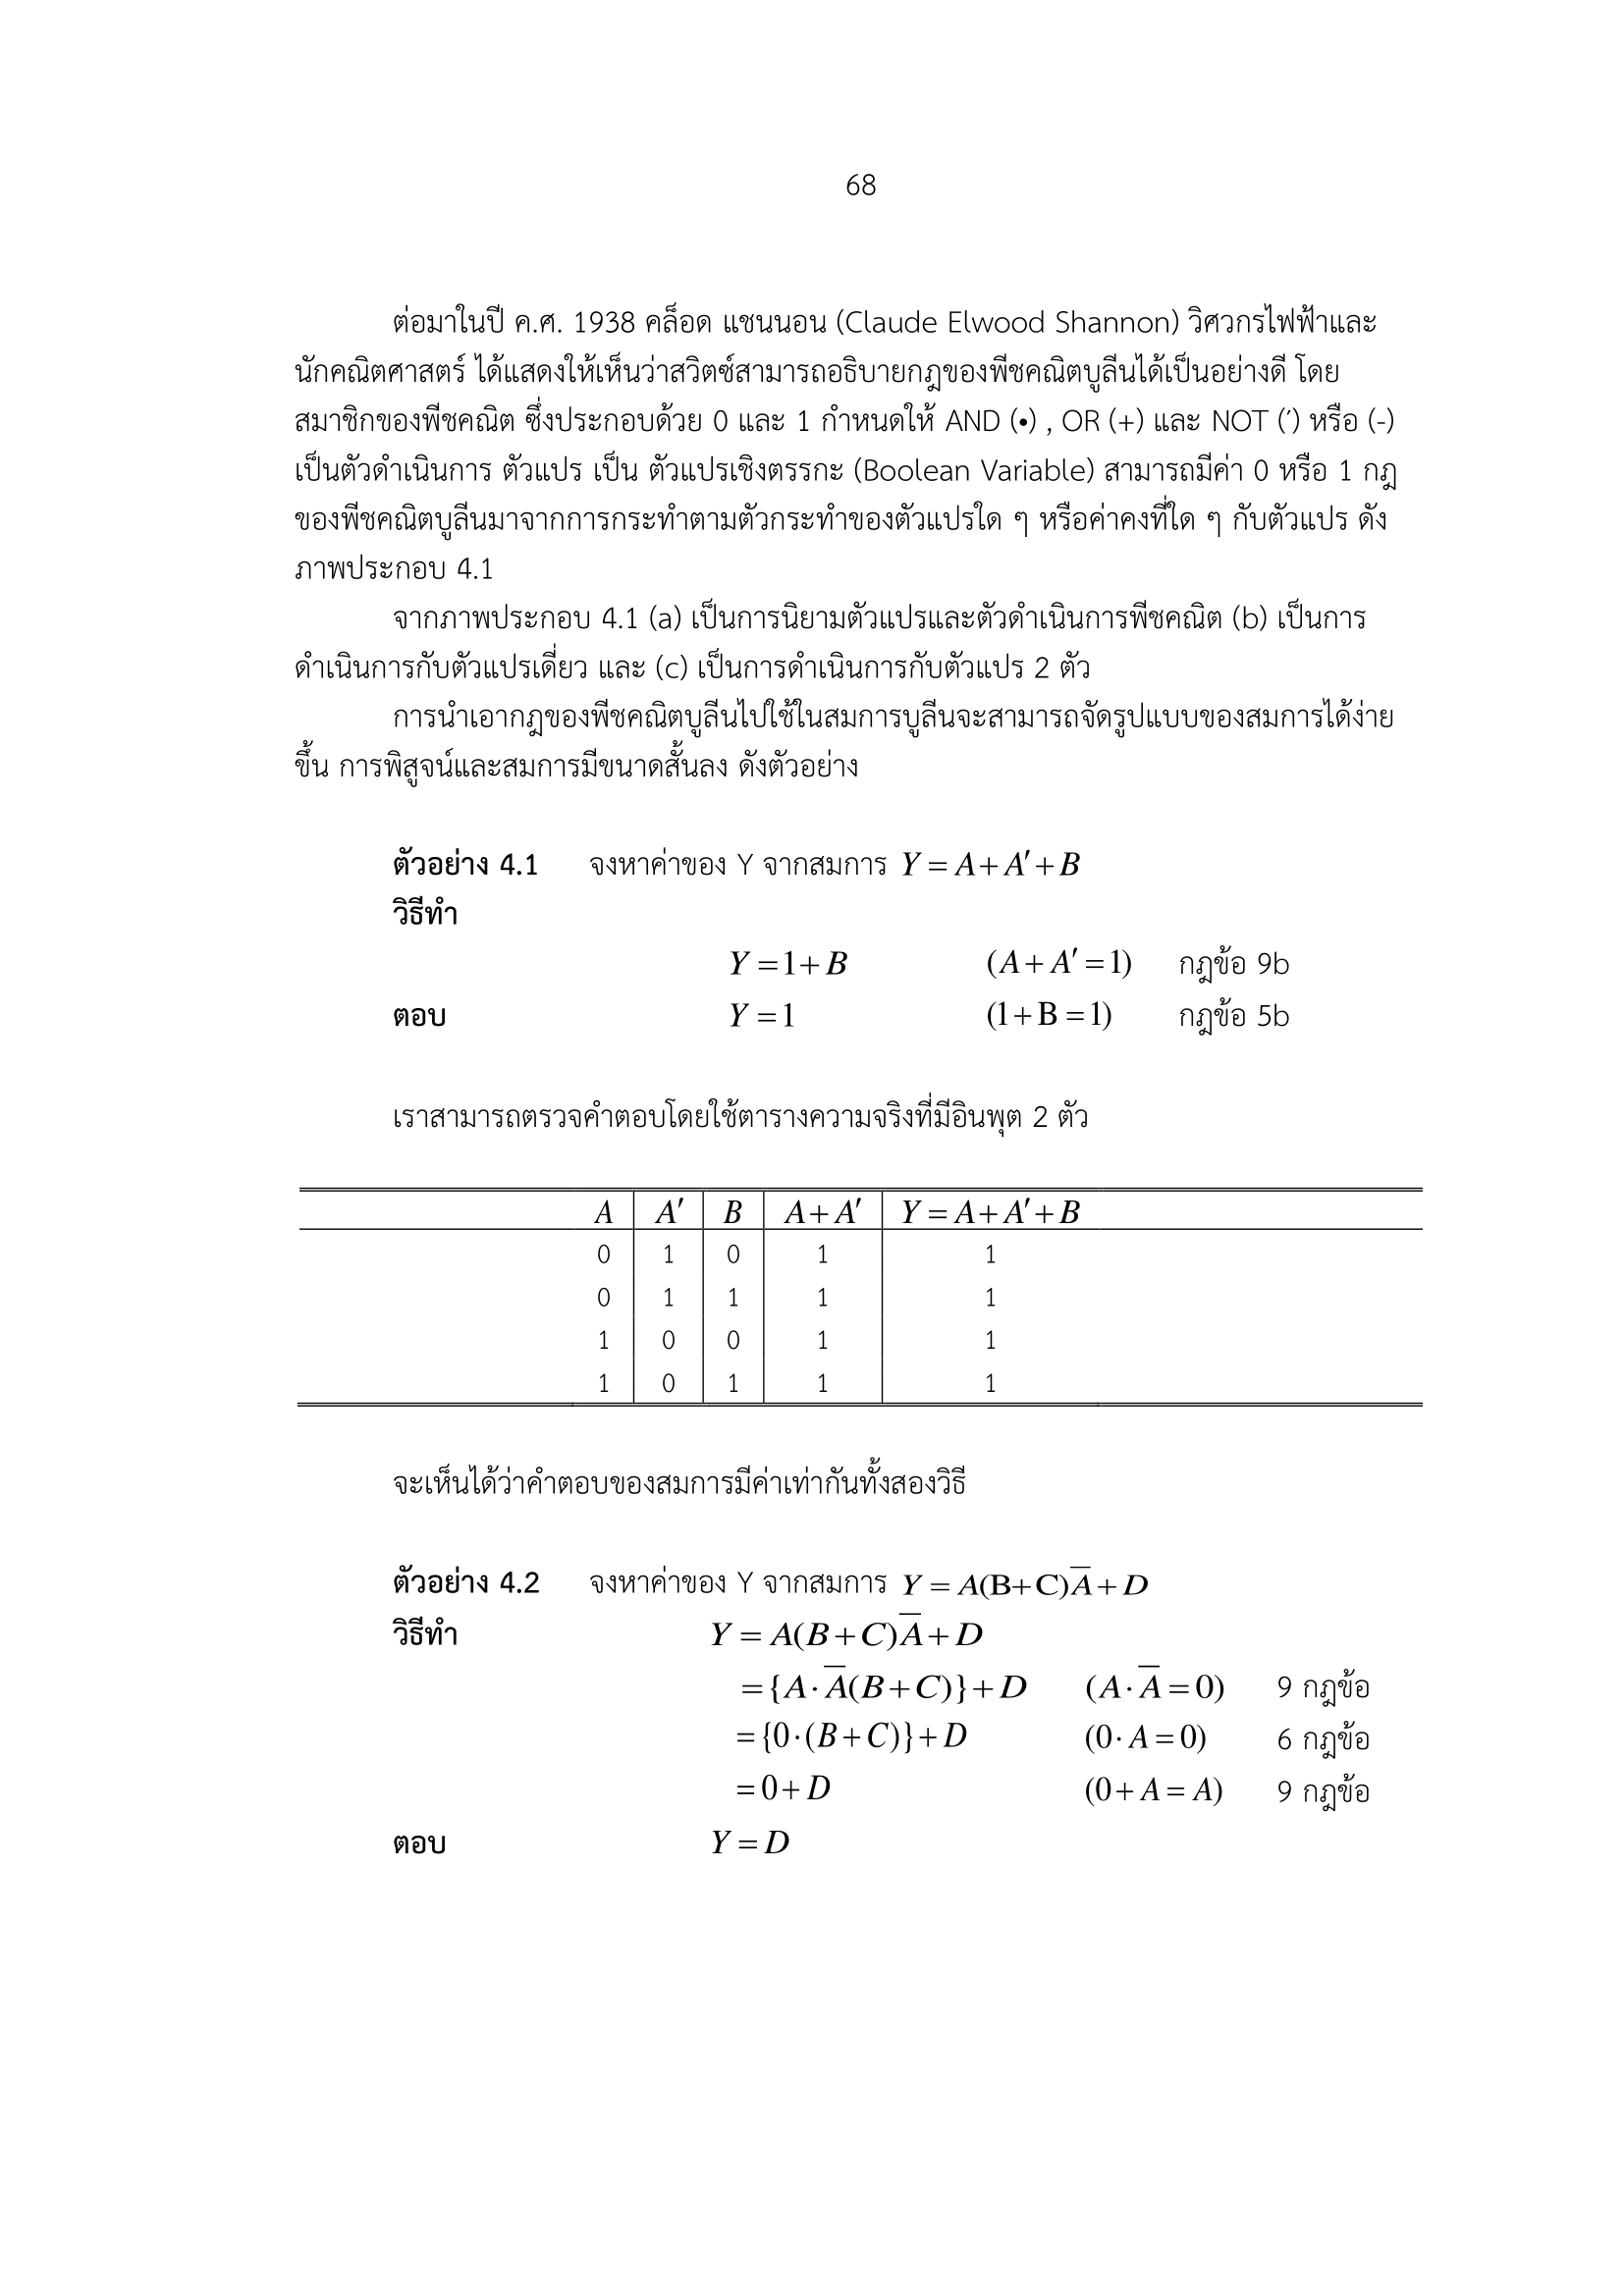 68
ต่อมาในปี ค.ศ. 1938 คล็อด แชนนอน (Claude Elwood Shannon) วิศวกรไฟฟ้าและ
นักคณิตศาสตร์ ได้แสดงให้เห็นว่าสวิตซ์สามารถอธิบายกฎของพีชคณิตบูลีนได้เป็นอย่างดี โดย
สมาชิกของพีชคณิต ซึ่งประกอบด้วย 0 และ 1 กำหนดให้ AND (•) , OR (+) และ NOT (′) หรือ (-)
เป็นตัวดำเนินการ ตัวแปร เป็น ตัวแปรเชิงตรรกะ (Boolean Variable) สามารถมีค่า 0 หรือ 1 กฎ
ของพีชคณิตบูลีนมาจากการกระทำตามตัวกระทำของตัวแปรใด ๆ หรือค่าคงที่ใด ๆ กับตัวแปร ดัง
ภาพประกอบ 4.1
จากภาพประกอบ 4.1 (a) เป็นการนิยามตัวแปรและตัวดำเนินการพีชคณิต (b) เป็นการ
ดำเนินการกับตัวแปรเดี่ยว และ (c) เป็นการดำเนินการกับตัวแปร 2 ตัว
การนำเอากฎของพีชคณิตบูลีนไปใช้ในสมการบูลีนจะสามารถจัดรูปแบบของสมการได้ง่าย
ขึ้น การพิสูจน์และสมการมีขนาดสั้นลง ดังตัวอย่าง
ตัวอย่าง 4.1 จงหาค่าของ Y จากสมการ Y = A + A′ + B
วิธีทำ
Y = 1 + B (A + A′ = 1) กฎข้อ 9b
ตอบ Y = 1 (1 + B = 1) กฎข้อ 5b
เราสามารถตรวจคำตอบโดยใช้ตารางความจริงที่มีอินพุต 2 ตัว
A A′ B A + A′ Y = A + A′ + B
0 1 0 1 1
0 1 1 1 1
1 0 0 1 1
1 0 1 1 1
จะเห็นได้ว่าคำตอบของสมการมีค่าเท่ากันทั้งสองวิธี
ตัวอย่าง 4.2 จงหาค่าของ Y จากสมการ Y = A(B+C)A̅ + D
วิธีทำ Y = A(B + C)A̅ + D
= {A · A̅(B + C)} + D (A · A̅ = 0) 9 กฎข้อ
= {0 · (B + C)} + D (0 · A = 0) 6 กฎข้อ
= 0 + D (0 + A = A) 9 กฎข้อ
ตอบ Y = D